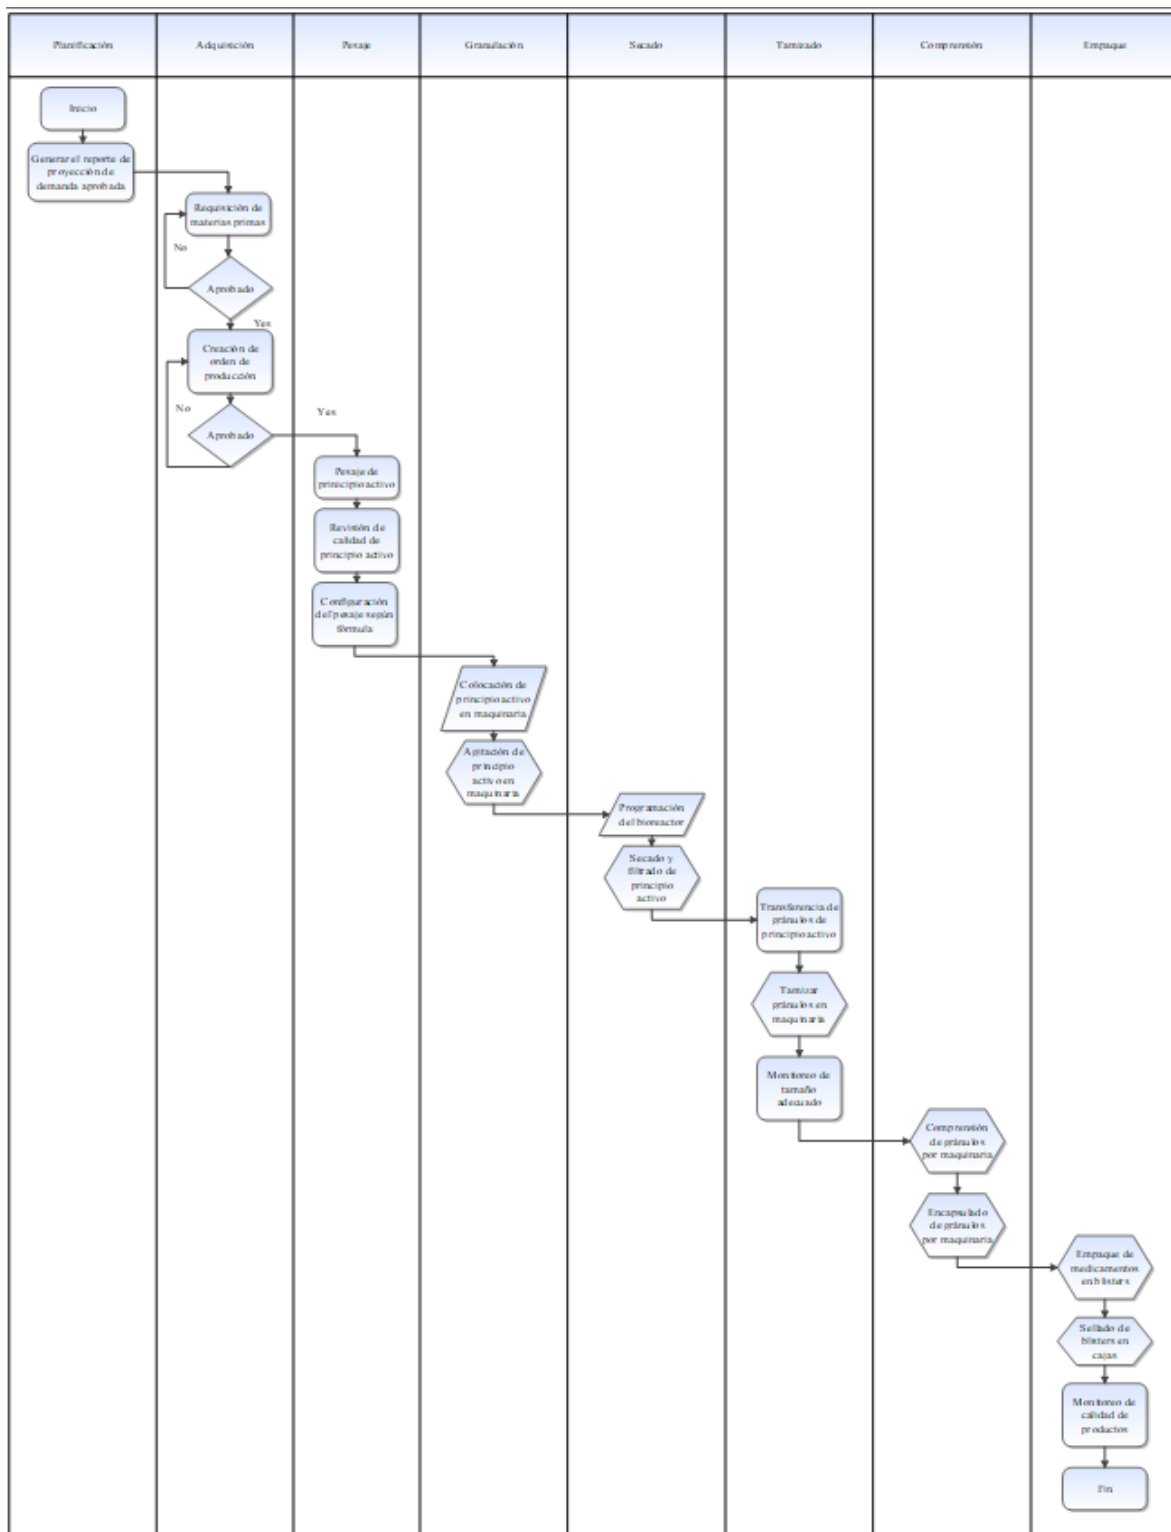 Planificación
Adquisición
Pesaje
Granulación
Secado
Tamizado
Comprensión
Empaque
Inicio
Generar el reporte de
proyección de
demanda aprobada
Requisición de
materias primas
No
Aprobado
Yes
Creación de
orden de
producción
No
Aprobado
Yes
Pesaje de
prinicipio activo
Revisión de
calidad de
principio activo
Configuración
del pesaje según
fórmula
Colocación de
principio activo
en maquinaria
Agitación de
principio
activo en
maquinaria
Programación
del bioreactor
Secado y
filtrado de
principio
activo
Transferencia de
gránulos de
principio activo
Tamizar
gránulos en
maquinaria
Monitoreo de
tamaño
adecuado
Comprensión
de gránulos
por maquinaria
Encapsulado
de gránulos
por maquinaria
Empaque de
medicamentos
en blisters
Sellado de
blisters en
cajas
Monitoreo de
calidad de
productos
Fin